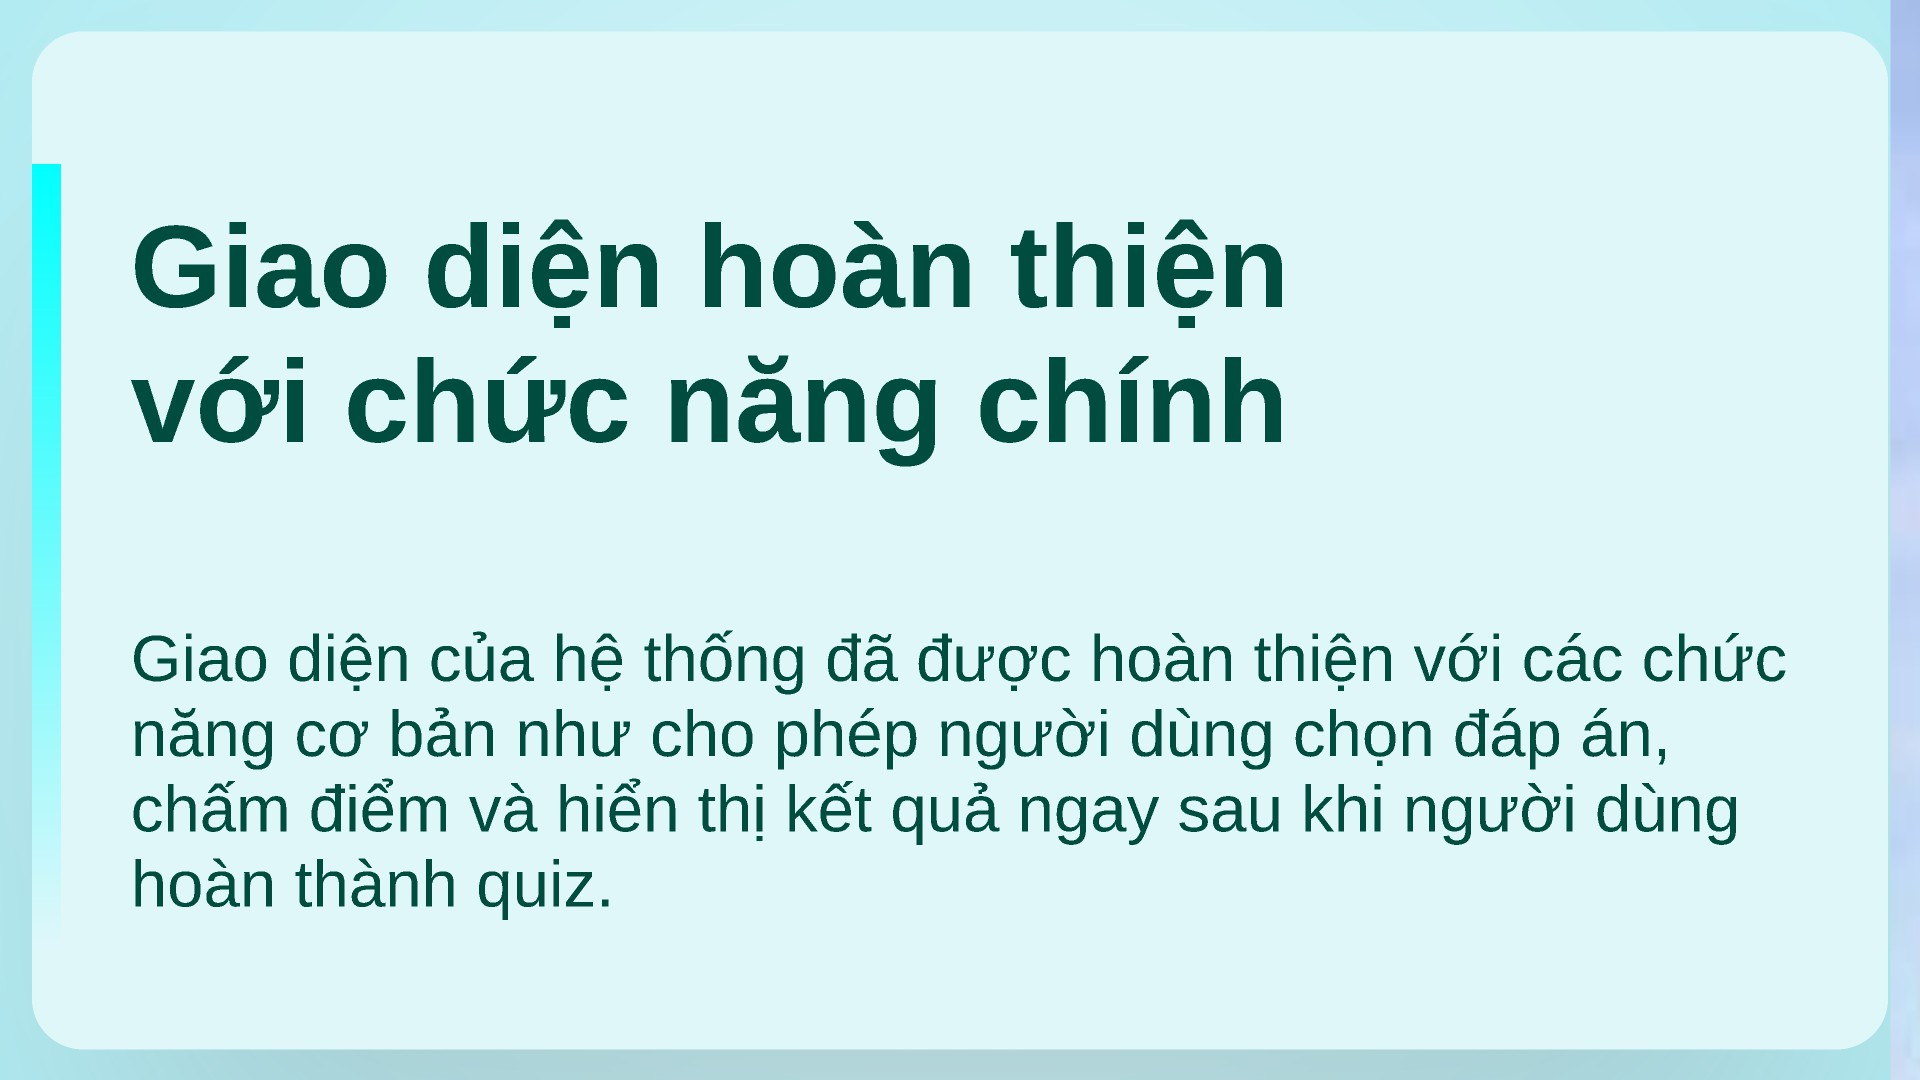 Giao diện hoàn thiện
với chức năng chính
Giao diện của hệ thống đã được hoàn thiện với các chức
năng cơ bản như cho phép người dùng chọn đáp án,
chấm điểm và hiển thị kết quả ngay sau khi người dùng
hoàn thành quiz.